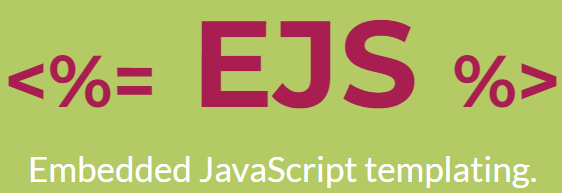 <%= EJS %>
Embedded JavaScript templating.